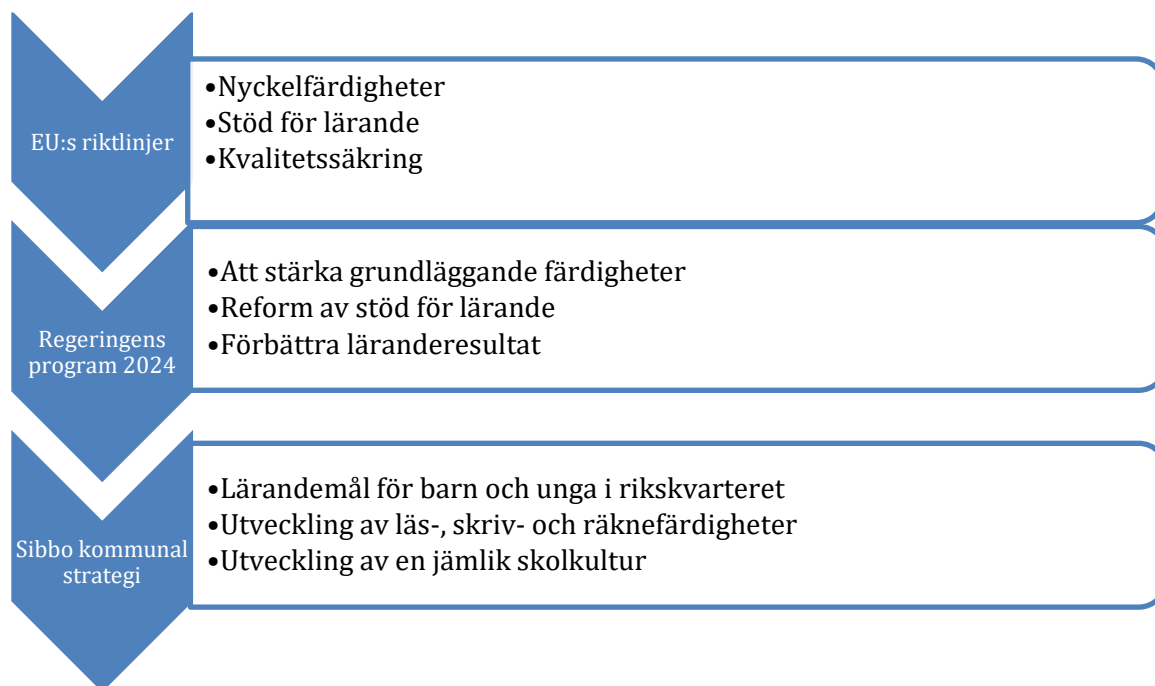 EU:s riktlinjer
•Nyckelfärdigheter
•Stöd för lärande
•Kvalitetssäkring
Regeringens
program 2024
•Att stärka grundläggande färdigheter
•Reform av stöd för lärande
•Förbättra läranderesultat
Sibbo kommunal
strategi
•Lärandemål för barn och unga i rikskvarteret
•Utveckling av läs-, skriv- och räknefärdigheter
•Utveckling av en jämlik skolkultur